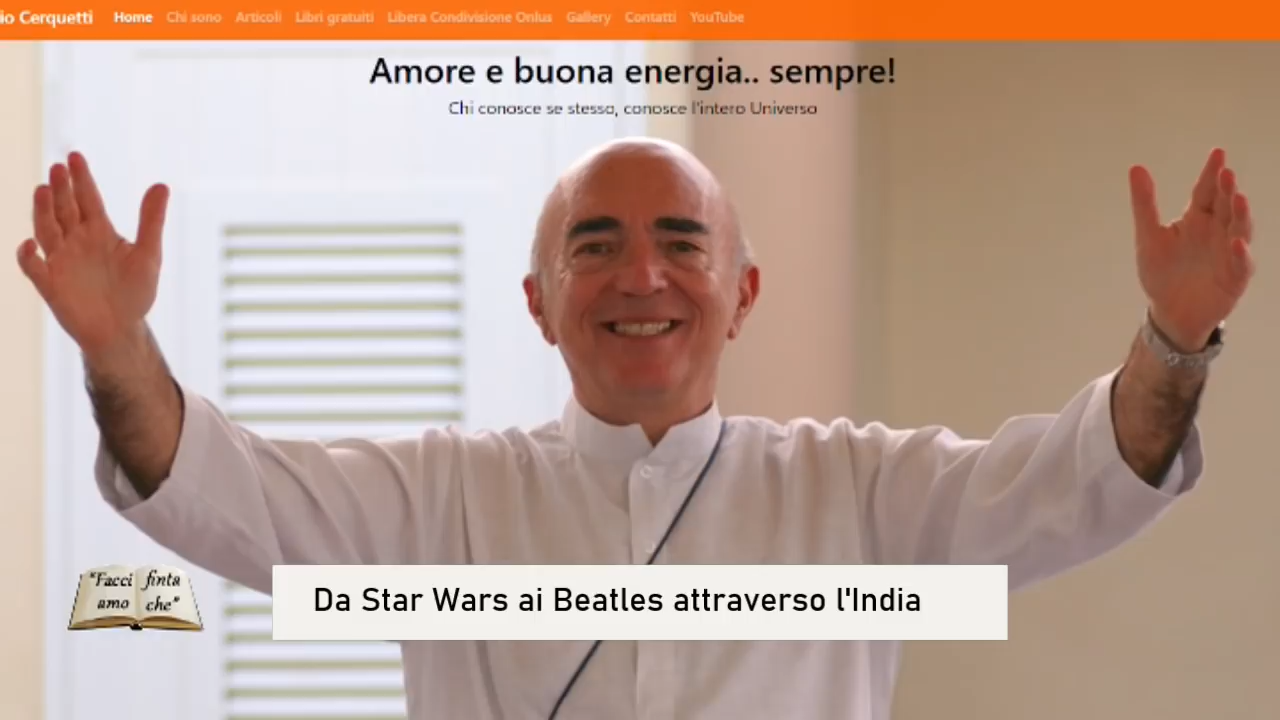 io Cerquetti Home Chi sono Articoli Libri gratuiti Libera Condivisione Onlus Gallery Contatti YouTube
Amore e buona energia.. sempre!
Chi conosce se stesso, conosce l'intero Universo
"Facci finta
amo che"
Da Star Wars ai Beatles attraverso l'India